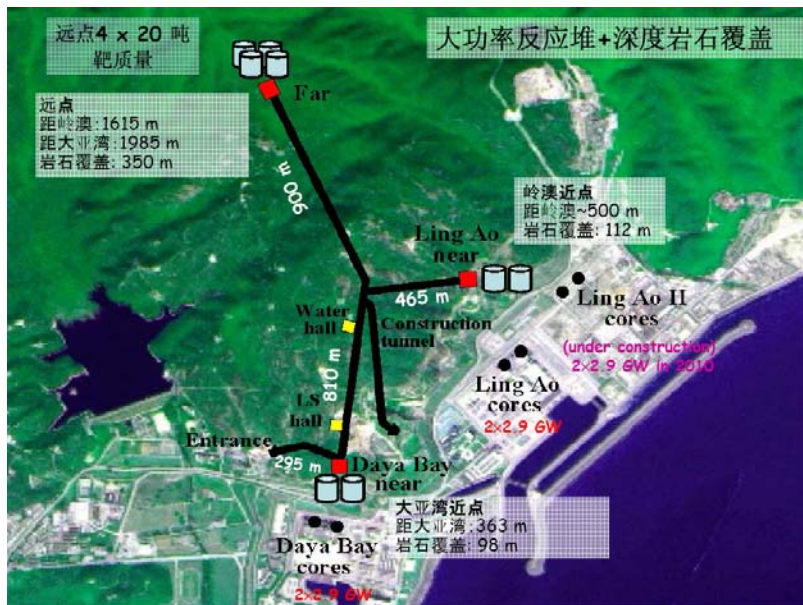 远点4 x 20 吨
靶质量
大功率反应堆+深度岩石覆盖
远点
距岭澳:1615 m
距大亚湾:1985 m
岩石覆盖:350 m
Far
900 m
岭澳近点
距岭澳~500 m
岩石覆盖:112 m
Ling Ao
near
465 m
Ling Ao II
cores
(under construction)
2×2.9 GW in 2010
Water
hall
Construction
tunnel
810 m
Ling Ao
cores
2×2.9 GW
LS
hall
Entrance
295 m
Daya Bay
near
大亚湾近点
距大亚湾:363 m
岩石覆盖:98 m
Daya Bay
cores
2×2.9 GW